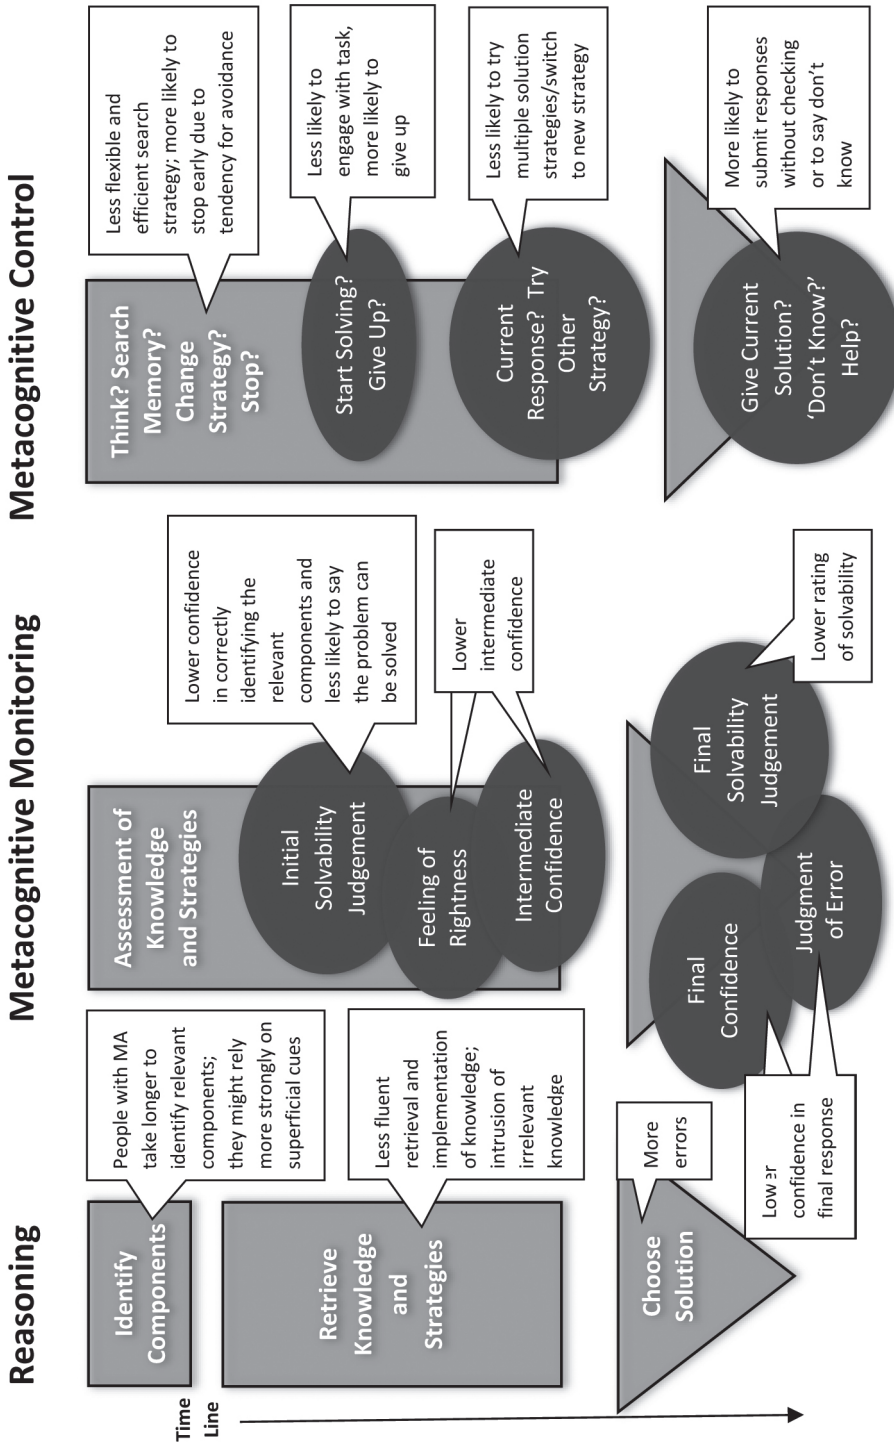 Reasoning
Metacognitive Monitoring
Metacognitive Control
Time
Line
Identify
Components
People with MA
take longer to
identify relevant
components;
they might rely
more strongly on
superficial cues
Retrieve
Knowledge
and
Strategies
Less fluent
retrieval and
implementation
of knowledge;
intrusion of
irrelevant
knowledge
Choose
Solution
More
errors
Lower
confidence in
final response
Assessment of
Knowledge
and Strategies
Initial
Solvability
Judgement
Lower confidence
in correctly
identifying the
relevant
components and
less likely to say
the problem can
be solved
Feeling of
Rightness
Intermediate
Confidence
Lower
intermediate
confidence
Final
Confidence
Judgment
of Error
Final
Solvability
Judgement
Lower rating
of solvability
Think? Search
Memory?
Change
Strategy?
Stop?
Less flexible and
efficient search
strategy; more likely to
stop early due to
tendency for avoidance
Start Solving?
Give Up?
Less likely to
engage with task,
more likely to
give up
Current
Response? Try
Other
Strategy?
Less likely to try
multiple solution
strategies/switch
to new strategy
Give Current
Solution?
‘Don’t Know?’
Help?
More likely to
submit responses
without checking
or to say don’t
know